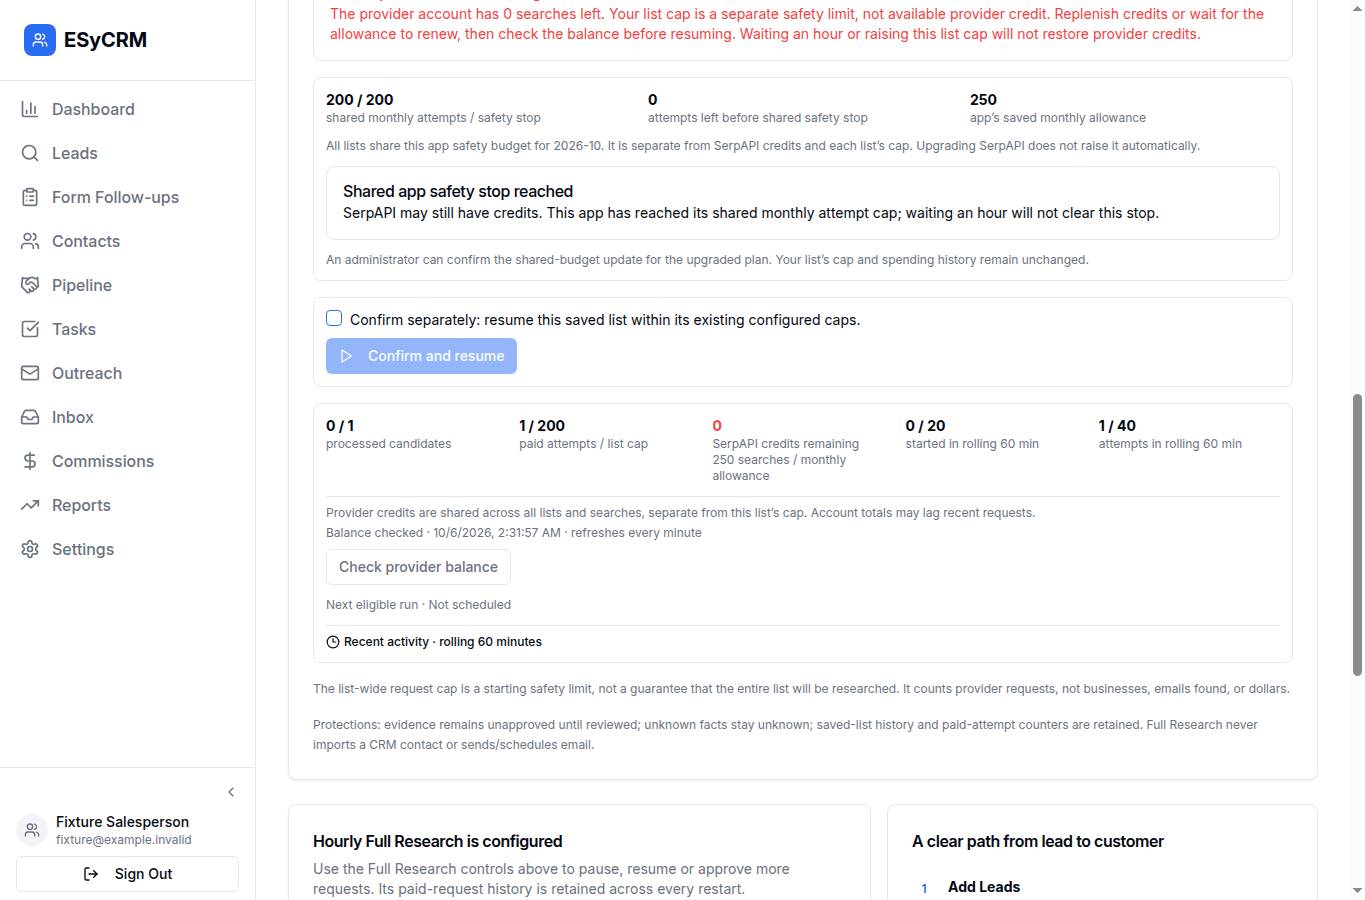 ESyCRM
Dashboard
Leads
Form Follow-ups
Contacts
Pipeline
Tasks
Outreach
Inbox
Commissions
Reports
Settings
Fixture Salesperson
fixture@example.invalid
Sign Out
The provider account has 0 searches left. Your list cap is a separate safety limit, not available provider credit. Replenish credits or wait for the
allowance to renew, then check the balance before resuming. Waiting an hour or raising this list cap will not restore provider credits.
200 / 200
shared monthly attempts / safety stop
0
attempts left before shared safety stop
250
app's saved monthly allowance
All lists share this app safety budget for 2026-10. It is separate from SerpAPI credits and each list's cap. Upgrading SerpAPI does not raise it automatically.
Shared app safety stop reached
SerpAPI may still have credits. This app has reached its shared monthly attempt cap; waiting an hour will not clear this stop.
An administrator can confirm the shared-budget update for the upgraded plan. Your list's cap and spending history remain unchanged.
Confirm separately: resume this saved list within its existing configured caps.
Confirm and resume
0 / 1
processed candidates
1 / 200
paid attempts / list cap
0
SerpAPI credits remaining
250 searches / monthly
allowance
0 / 20
started in rolling 60 min
1 / 40
attempts in rolling 60 min
Provider credits are shared across all lists and searches, separate from this list's cap. Account totals may lag recent requests.
Balance checked · 10/6/2026, 2:31:57 AM · refreshes every minute
Check provider balance
Next eligible run · Not scheduled
Recent activity · rolling 60 minutes
The list-wide request cap is a starting safety limit, not a guarantee that the entire list will be researched. It counts provider requests, not businesses, emails found, or dollars.
Protections: evidence remains unapproved until reviewed; unknown facts stay unknown; saved-list history and paid-attempt counters are retained. Full Research never
imports a CRM contact or sends/schedules email.
Hourly Full Research is configured
Use the Full Research controls above to pause, resume or approve more
requests. Its paid-request history is retained across every restart.
A clear path from lead to customer
1
Add Leads